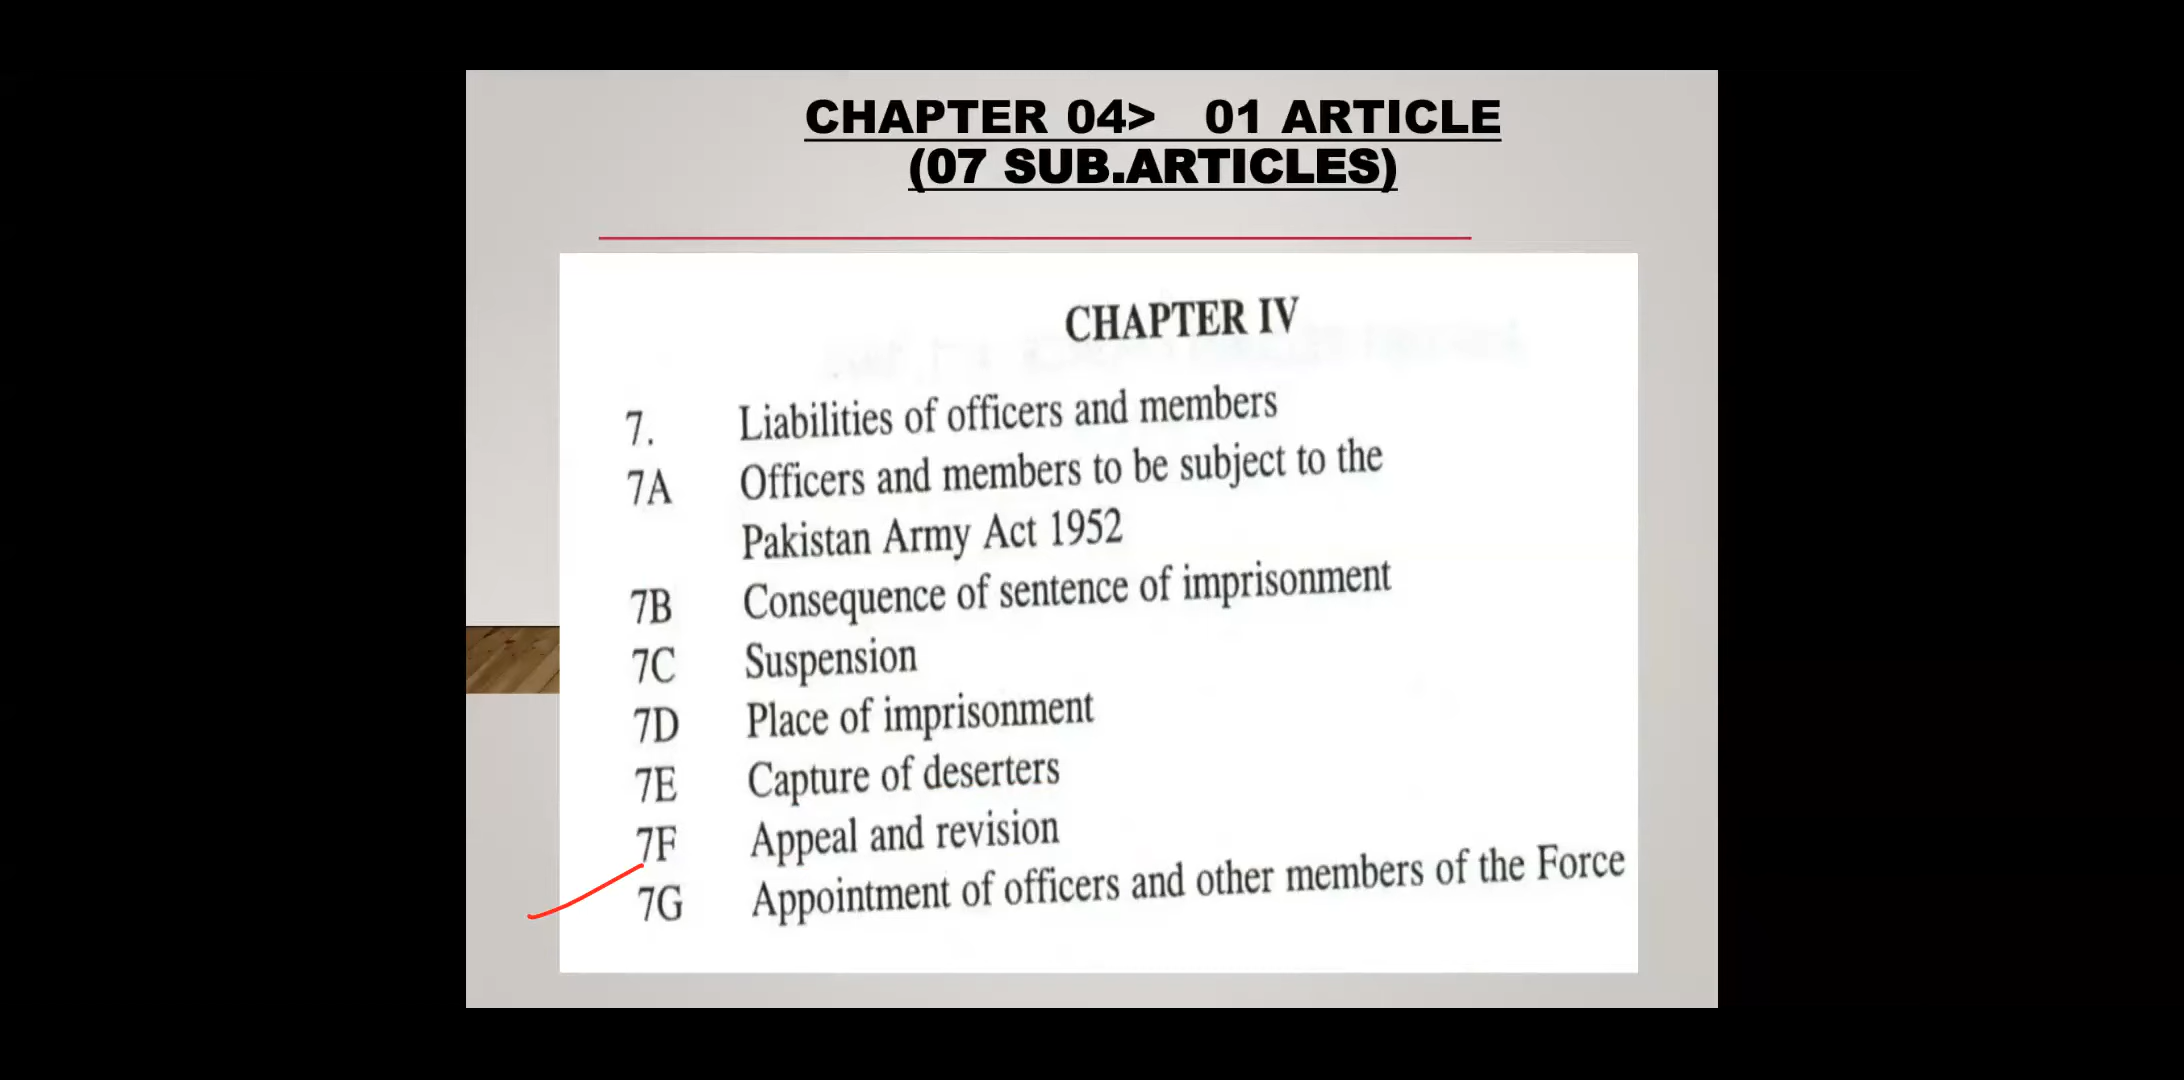 CHAPTER 04> 01 ARTICLE
(07 SUB.ARTICLES)
CHAPTER IV
7. Liabilities of officers and members
7A Officers and members to be subject to the
Pakistan Army Act 1952
7B Consequence of sentence of imprisonment
7C Suspension
7D Place of imprisonment
7E Capture of deserters
7F Appeal and revision
7G Appointment of officers and other members of the Force